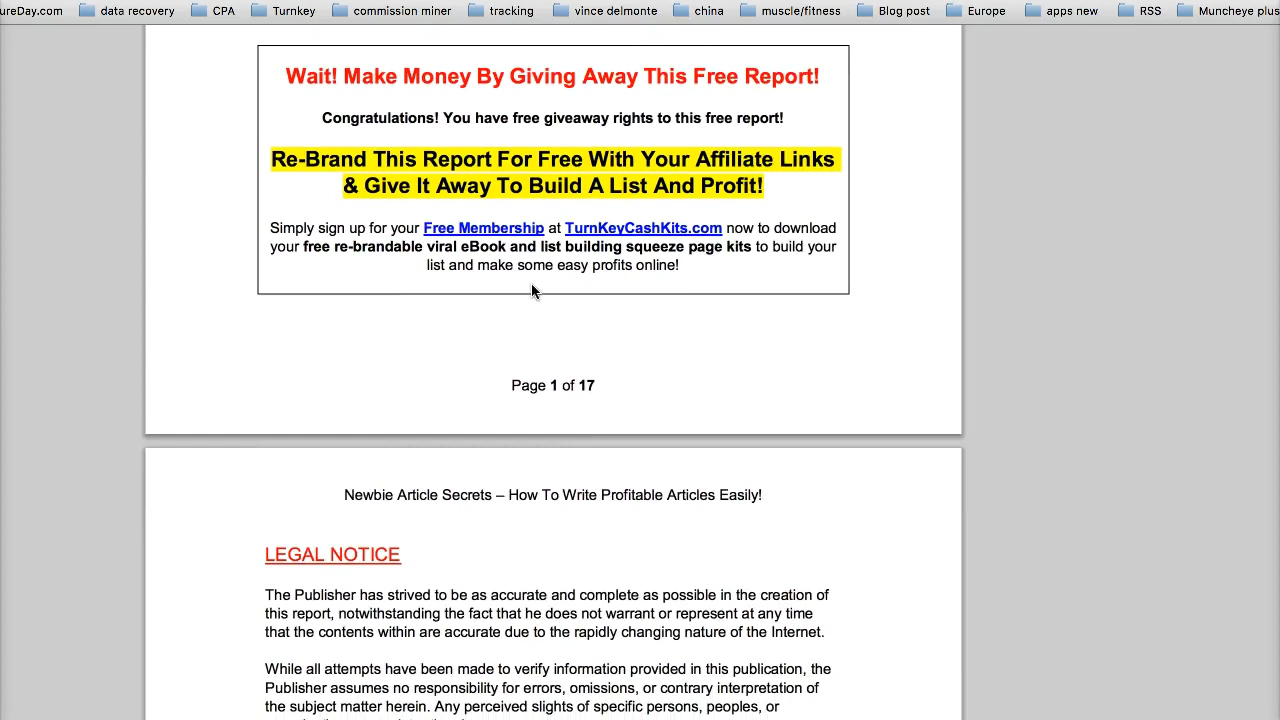 teDay.com data recovery CPA Turnkey commission miner tracking vince delmonte china muscle/fitness Blog post Europe apps new RSS Muncheye plus
Wait! Make Money By Giving Away This Free Report!
Congratulations! You have free giveaway rights to this free report!
Re-Brand This Report For Free With Your Affiliate Links
& Give It Away To Build A List And Profit!
Simply sign up for your Free Membership at TurnKeyCashKits.com now to download
your free re-brandable viral eBook and list building squeeze page kits to build your
list and make some easy profits online!
Page 1 of 17
Newbie Article Secrets – How To Write Profitable Articles Easily!
LEGAL NOTICE
The Publisher has strived to be as accurate and complete as possible in the creation of
this report, notwithstanding the fact that he does not warrant or represent at any time
that the contents within are accurate due to the rapidly changing nature of the Internet.
While all attempts have been made to verify information provided in this publication, the
Publisher assumes no responsibility for errors, omissions, or contrary interpretation of
the subject matter herein. Any perceived slights of specific persons, peoples, or